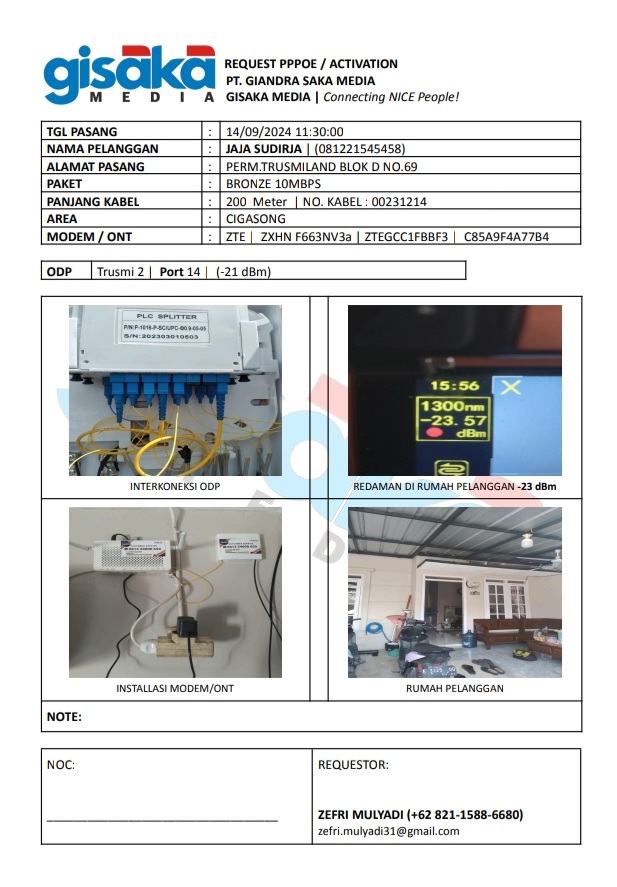 gisaka
MEDIA
REQUEST PPPOE / ACTIVATION
PT. GIANDRA SAKA MEDIA
GISAKA MEDIA | Connecting NICE People!
TGL PASANG : 14/09/2024 11:30:00
NAMA PELANGGAN : JAJA SUDIRJA | (081221545458)
ALAMAT PASANG : PERM.TRUSMILAND BLOK D NO.69
PAKET : BRONZE 10MBPS
PANJANG KABEL : 200 Meter | NO. KABEL : 00231214
AREA : CIGASONG
MODEM / ONT : ZTE | ZXHN F663NV3a | ZTEGCC1FBBF3 | C85A9F4A77B4
ODP Trusmi 2 | Port 14 | (-21 dBm)
PLC SPLITTER
P/N:P-1016-P-SC/UPC-B0.9-00-05
S/N:202303010503
15:56
1300nm
-23.57
dBm
INTERKONEKSI ODP
REDAMAN DI RUMAH PELANGGAN -23 dBm
INSTALLASI MODEM/ONT
RUMAH PELANGGAN
NOTE:
NOC:
REQUESTOR:
ZEFRI MULYADI (+62 821-1588-6680)
zefri.mulyadi31@gmail.com